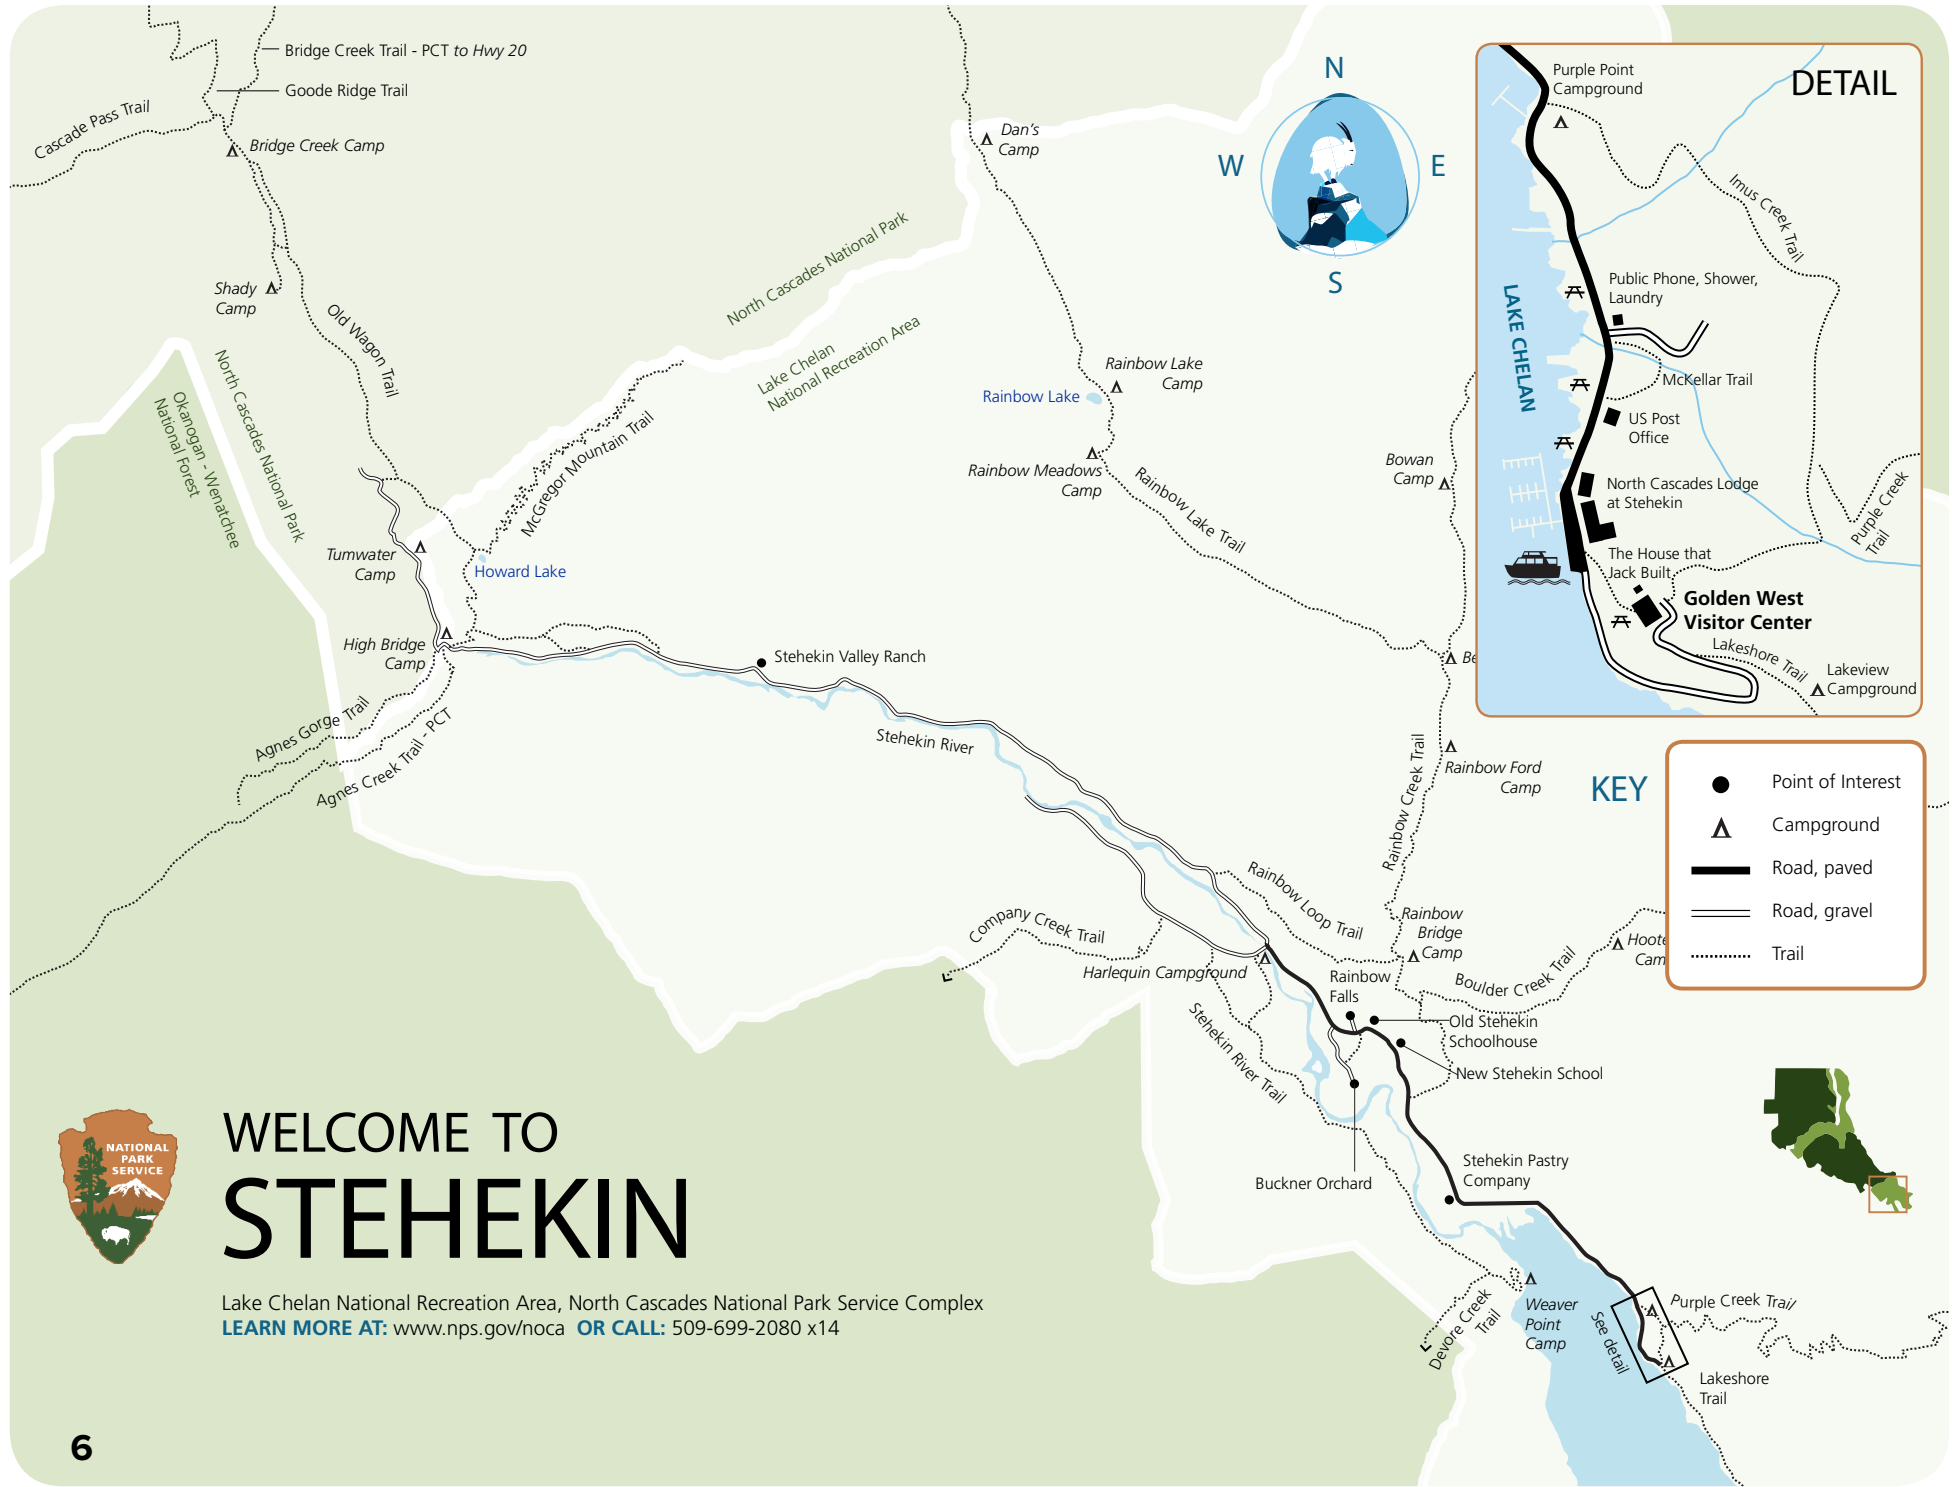 Bridge Creek Trail - PCT to Hwy 20
Goode Ridge Trail
Cascade Pass Trail
Bridge Creek Camp
Shady
Camp
Old Wagon Trail
North Cascades National Park
Okanogan - Wenatchee
National Forest
North Cascades National Park
Lake Chelan
National Recreation Area
McGregor Mountain Trail
Tumwater
Camp
Howard Lake
High Bridge
Camp
Agnes Gorge Trail
Agnes Creek Trail - PCT
Stehekin Valley Ranch
Stehekin River
Dan's
Camp
N
W
E
S
Rainbow Lake
Camp
Rainbow Lake
Rainbow Meadows
Camp
Rainbow Lake Trail
Bowan
Camp
Be
Rainbow Ford
Camp
Rainbow Creek Trail
Rainbow Loop Trail
Rainbow
Bridge
Camp
Company Creek Trail
Harlequin Campground
Boulder Creek Trail
Hoote
Cam
Rainbow
Falls
Old Stehekin
Schoolhouse
New Stehekin School
Stehekin River Trail
Buckner Orchard
Stehekin Pastry
Company
Devore Creek
Trail
Weaver
Point
Camp
See detail
Purple Creek Trail
Lakeshore
Trail
DETAIL
Purple Point
Campground
Imus Creek Trail
Public Phone, Shower,
Laundry
LAKE CHELAN
McKellar Trail
US Post
Office
North Cascades Lodge
at Stehekin
Purple Creek
Trail
The House that
Jack Built
Golden West
Visitor Center
Lakeshore Trail
Lakeview
Campground
KEY
Point of Interest
Campground
Road, paved
Road, gravel
Trail
NATIONAL
PARK
SERVICE
WELCOME TO
STEHEKIN
Lake Chelan National Recreation Area, North Cascades National Park Service Complex
LEARN MORE AT: www.nps.gov/noca OR CALL: 509-699-2080 x14
6